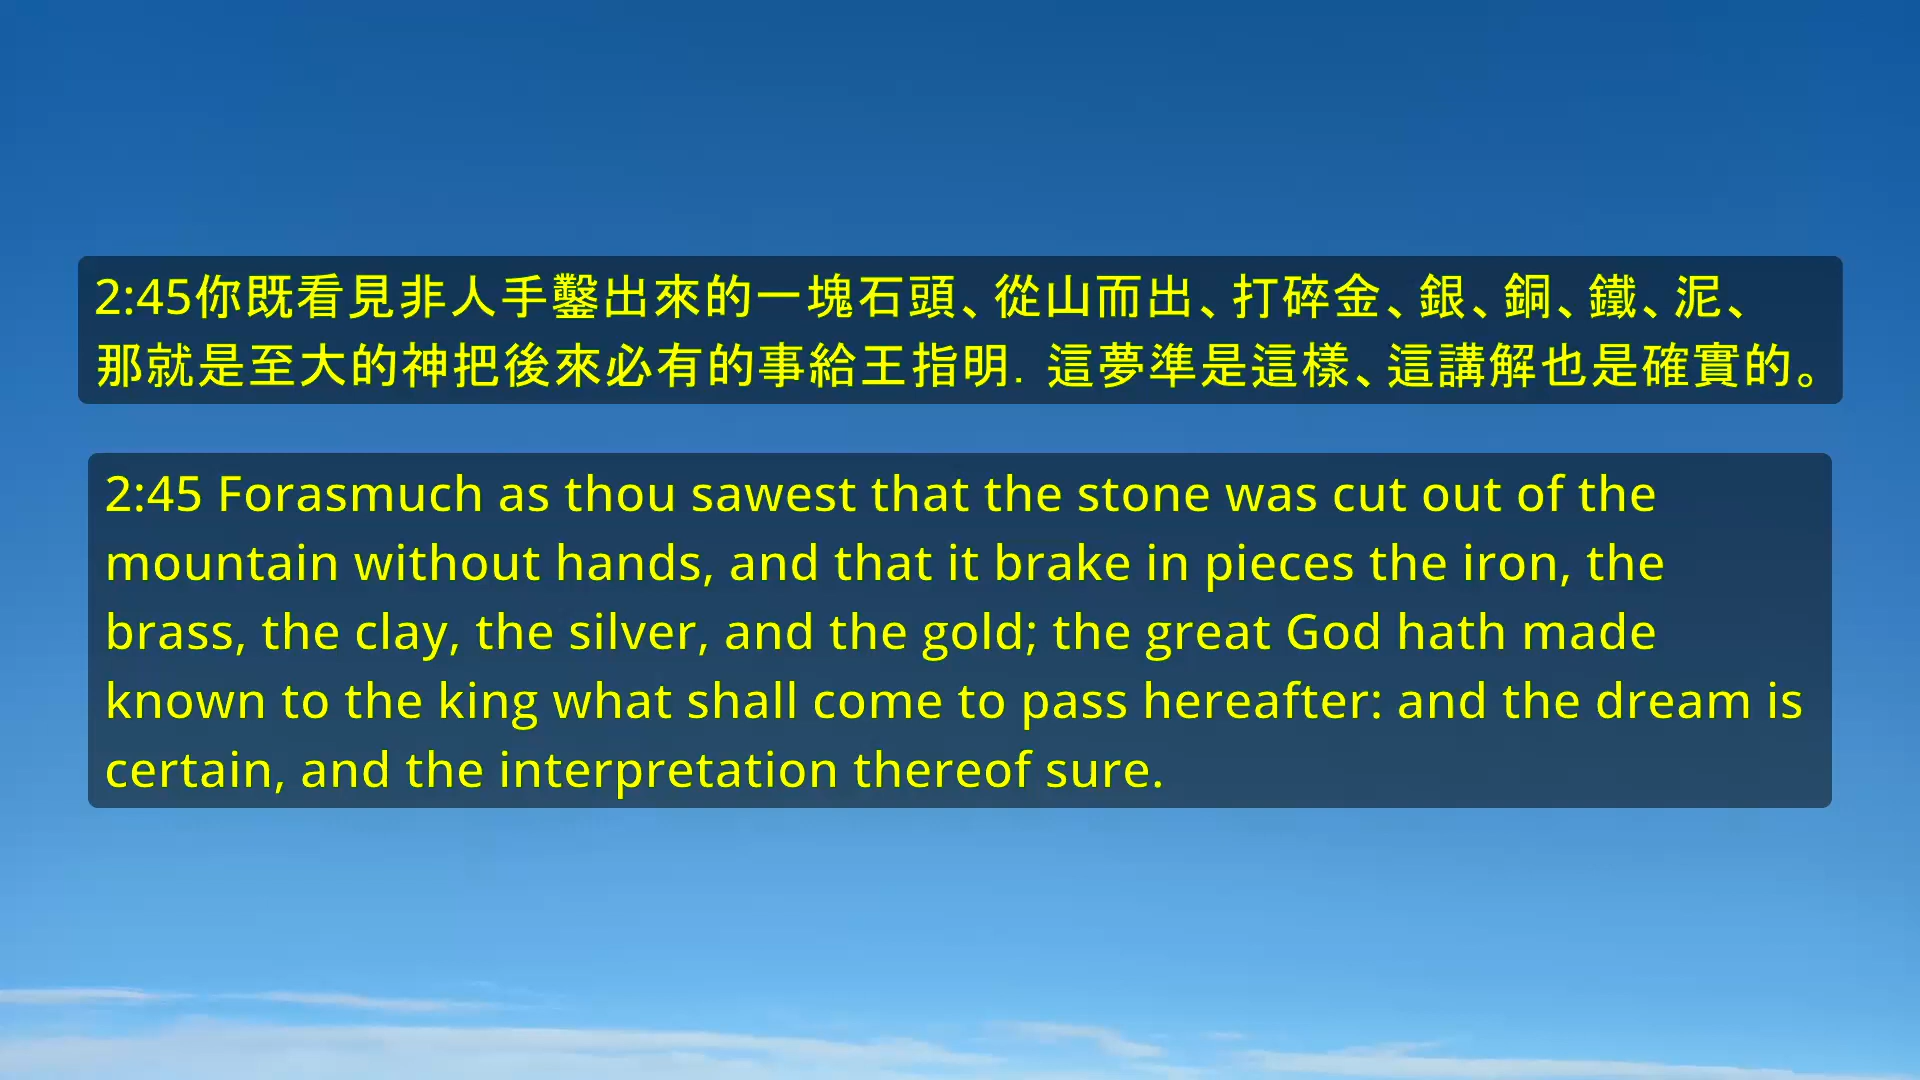 2:45你既看見非人手鑿出來的一塊石頭、從山而出、打碎金、銀、銅、鐵、泥、
那就是至大的神把後來必有的事給王指明．這夢準是這樣、這講解也是確實的。
2:45 Forasmuch as thou sawest that the stone was cut out of the
mountain without hands, and that it brake in pieces the iron, the
brass, the clay, the silver, and the gold; the great God hath made
known to the king what shall come to pass hereafter: and the dream is
certain, and the interpretation thereof sure.